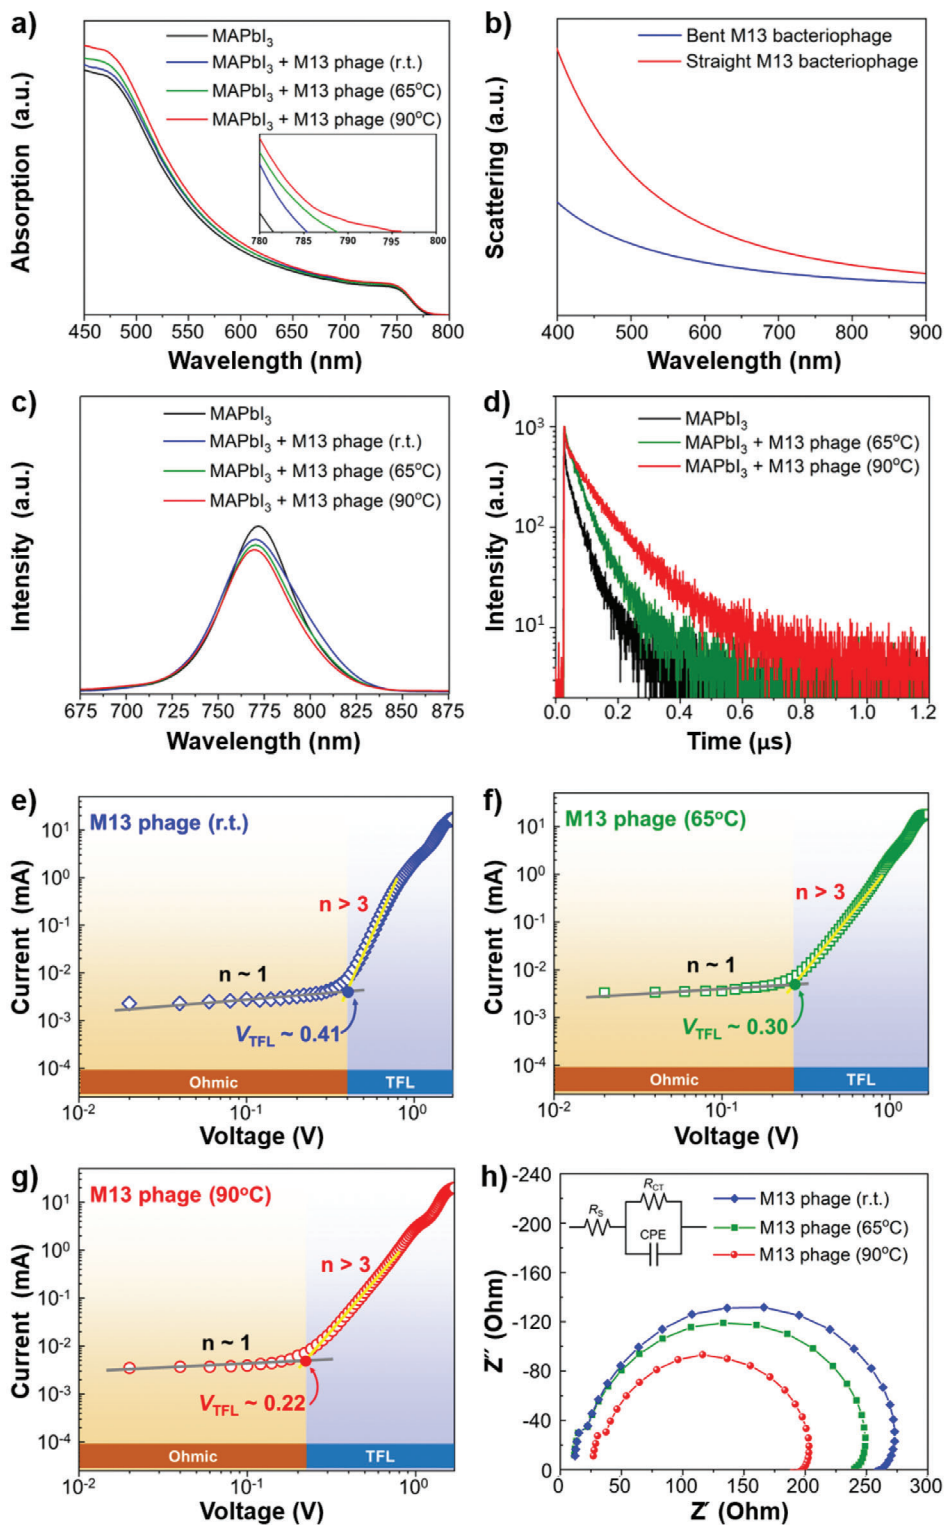 a)
MAPbI₃
MAPbI₃ + M13 phage (r.t.)
MAPbI₃ + M13 phage (65°C)
MAPbI₃ + M13 phage (90°C)
780 785 790 795 800
Absorption (a.u.)
450 500 550 600 650 700 750 800
Wavelength (nm)
b)
Bent M13 bacteriophage
Straight M13 bacteriophage
Scattering (a.u.)
400 500 600 700 800 900
Wavelength (nm)
c)
MAPbI₃
MAPbI₃ + M13 phage (r.t.)
MAPbI₃ + M13 phage (65°C)
MAPbI₃ + M13 phage (90°C)
Intensity (a.u.)
675 700 725 750 775 800 825 850 875
Wavelength (nm)
d)
MAPbI₃
MAPbI₃ + M13 phage (65°C)
MAPbI₃ + M13 phage (90°C)
10³
10²
10¹
Intensity (a.u.)
0.0 0.2 0.4 0.6 0.8 1.0 1.2
Time (μs)
e)
M13 phage (r.t.)
10¹
10⁰
10⁻¹
10⁻²
10⁻³
10⁻⁴
Current (mA)
n > 3
n ~ 1
V_TFL ~ 0.41
Ohmic
TFL
10⁻² 10⁻¹ 10⁰
Voltage (V)
f)
M13 phage (65°C)
10¹
10⁰
10⁻¹
10⁻²
10⁻³
10⁻⁴
Current (mA)
n > 3
n ~ 1
V_TFL ~ 0.30
Ohmic
TFL
10⁻² 10⁻¹ 10⁰
Voltage (V)
g)
M13 phage (90°C)
10¹
10⁰
10⁻¹
10⁻²
10⁻³
10⁻⁴
Current (mA)
n > 3
n ~ 1
V_TFL ~ 0.22
Ohmic
TFL
10⁻² 10⁻¹ 10⁰
Voltage (V)
h)
R_S
R_CT
CPE
M13 phage (r.t.)
M13 phage (65°C)
M13 phage (90°C)
-240
-200
-160
-120
-80
-40
0
Z″ (Ohm)
0 50 100 150 200 250 300
Z′ (Ohm)